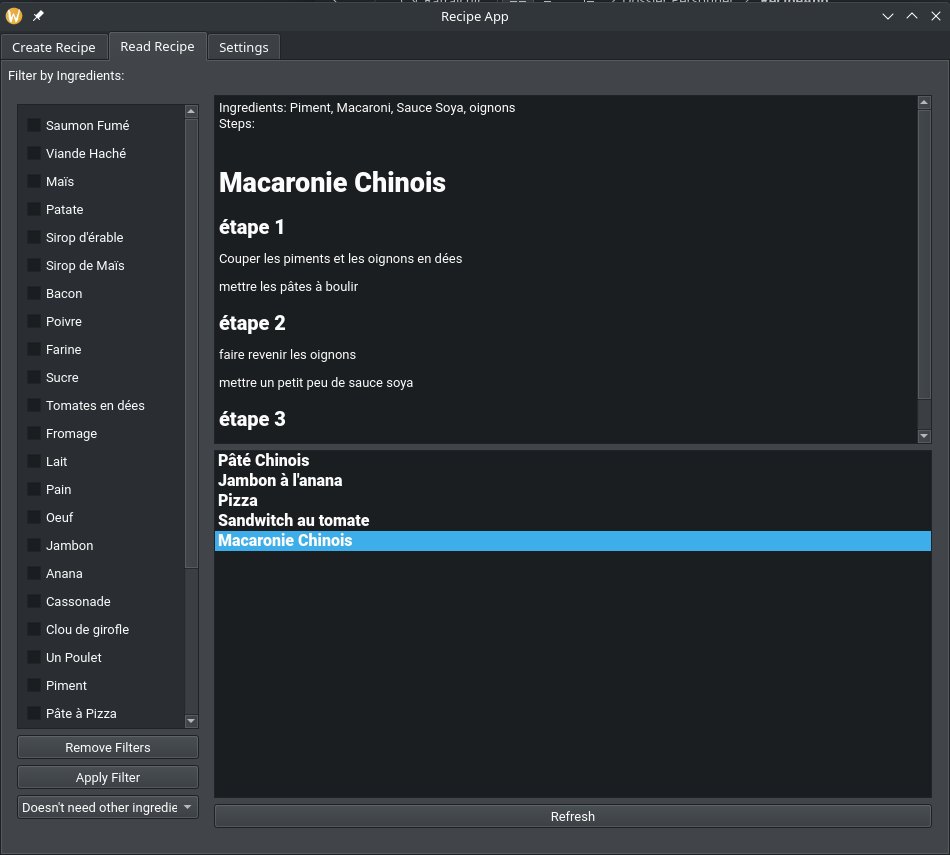 Recipe App
Create Recipe
Read Recipe
Settings
Filter by Ingredients:
Saumon Fumé
Viande Haché
Maïs
Patate
Sirop d'érable
Sirop de Maïs
Bacon
Poivre
Farine
Sucre
Tomates en dées
Fromage
Lait
Pain
Oeuf
Jambon
Anana
Cassonade
Clou de girofle
Un Poulet
Piment
Pâte à Pizza
Remove Filters
Apply Filter
Doesn't need other ingredie
Ingredients: Piment, Macaroni, Sauce Soya, oignons
Steps:
Macaronie Chinois
étape 1
Couper les piments et les oignons en dées
mettre les pâtes à boulir
étape 2
faire revenir les oignons
mettre un petit peu de sauce soya
étape 3
Pâté Chinois
Jambon à l'anana
Pizza
Sandwitch au tomate
Macaronie Chinois
Refresh